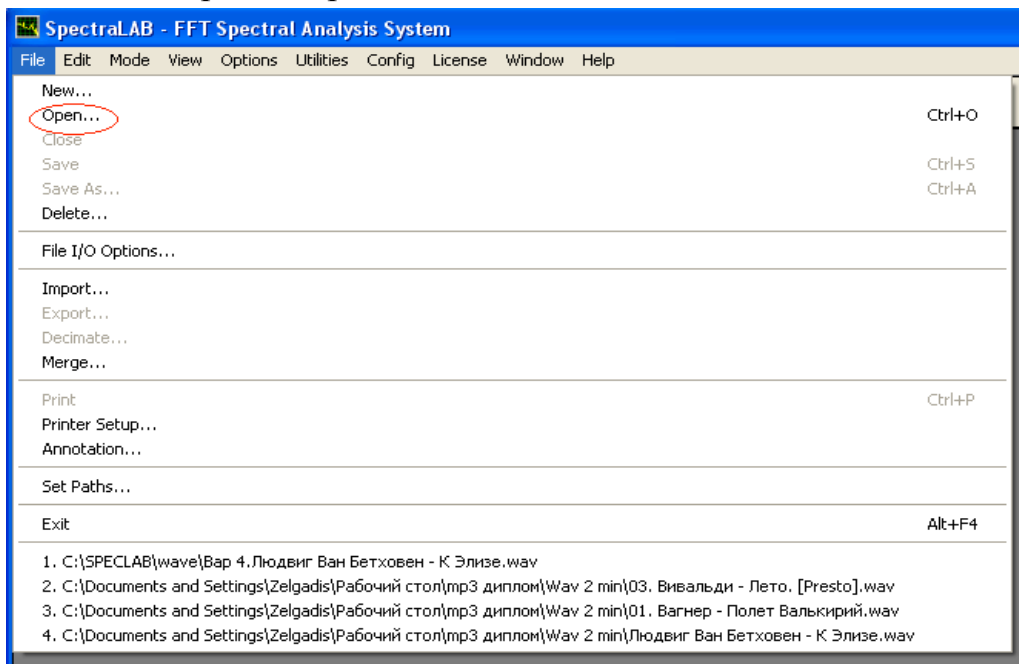 SpectraLAB - FFT Spectral Analysis System
File Edit Mode View Options Utilities Config License Window Help
New...
Open... Ctrl+O
Close
Save Ctrl+S
Save As... Ctrl+A
Delete...
File I/O Options...
Import...
Export...
Decimate...
Merge...
Print Ctrl+P
Printer Setup...
Annotation...
Set Paths...
Exit Alt+F4
1. C:\SPECLAB\wave\Вар 4.Людвиг Ван Бетховен - К Элизе.wav
2. C:\Documents and Settings\Zelgadis\Рабочий стол\mp3 диплом\Wav 2 min\03. Вивальди - Лето. [Presto].wav
3. C:\Documents and Settings\Zelgadis\Рабочий стол\mp3 диплом\Wav 2 min\01. Вагнер - Полет Валькирий.wav
4. C:\Documents and Settings\Zelgadis\Рабочий стол\mp3 диплом\Wav 2 min\Людвиг Ван Бетховен - К Элизе.wav